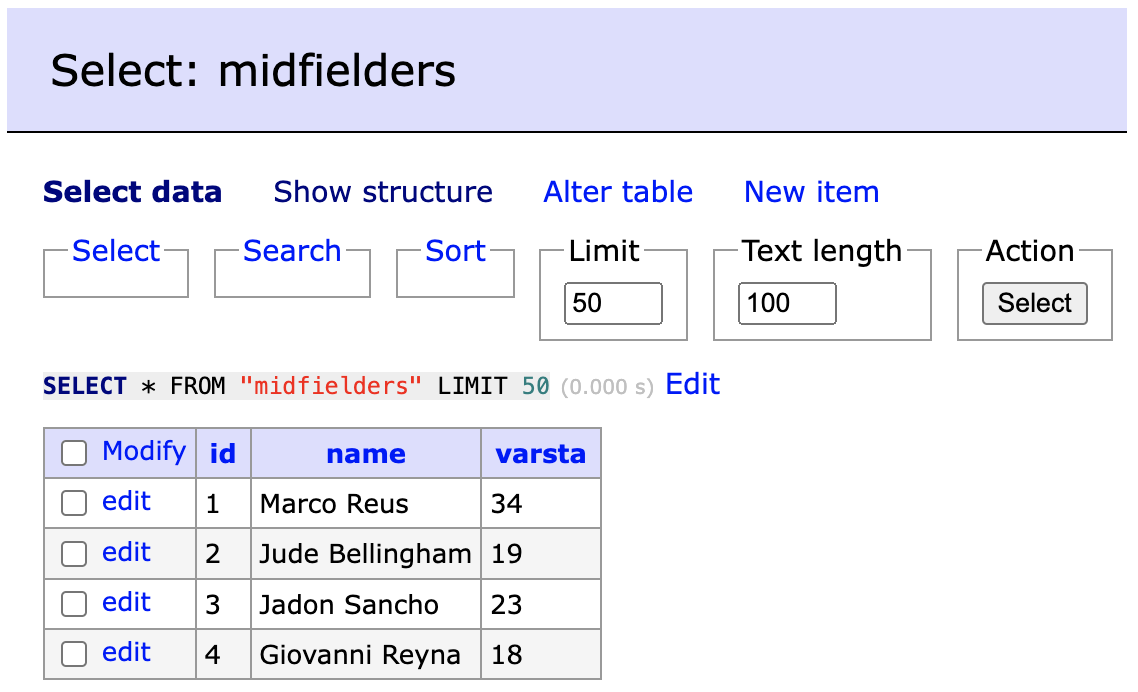 Select: midfielders
Select data Show structure Alter table New item
Select Search Sort Limit Text length Action
50 100 Select
SELECT * FROM "midfielders" LIMIT 50 (0.000 s) Edit
Modify id name varsta
edit 1 Marco Reus 34
edit 2 Jude Bellingham 19
edit 3 Jadon Sancho 23
edit 4 Giovanni Reyna 18